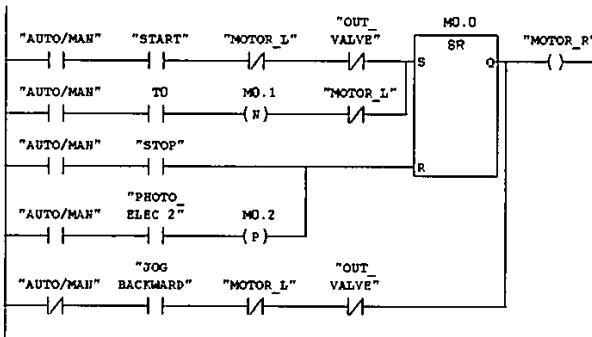 "OUT_
M0.0
"AUTO/MAN" "START" "MOTOR_L" VALVE" SR "MOTOR_R"
S Q
"AUTO/MAN" T0 M0.1 "MOTOR_L"
N
"AUTO/MAN" "STOP"
R
"PHOTO_
"AUTO/MAN" ELEC 2" M0.2
P
"JOG "OUT_
"AUTO/MAN" BACKWARD" "MOTOR_L" VALVE"